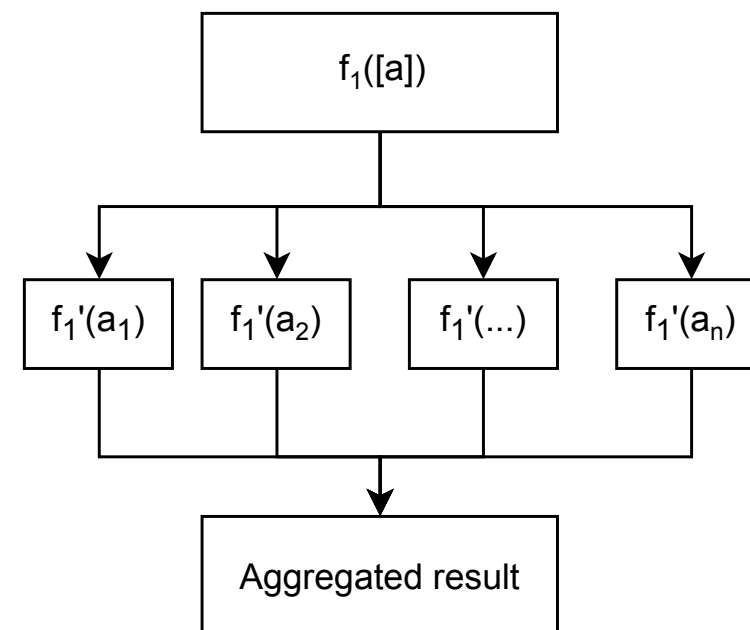 f₁([a])
f₁'(a₁)
f₁'(a₂)
f₁'(...)
f₁'(aₙ)
Aggregated result